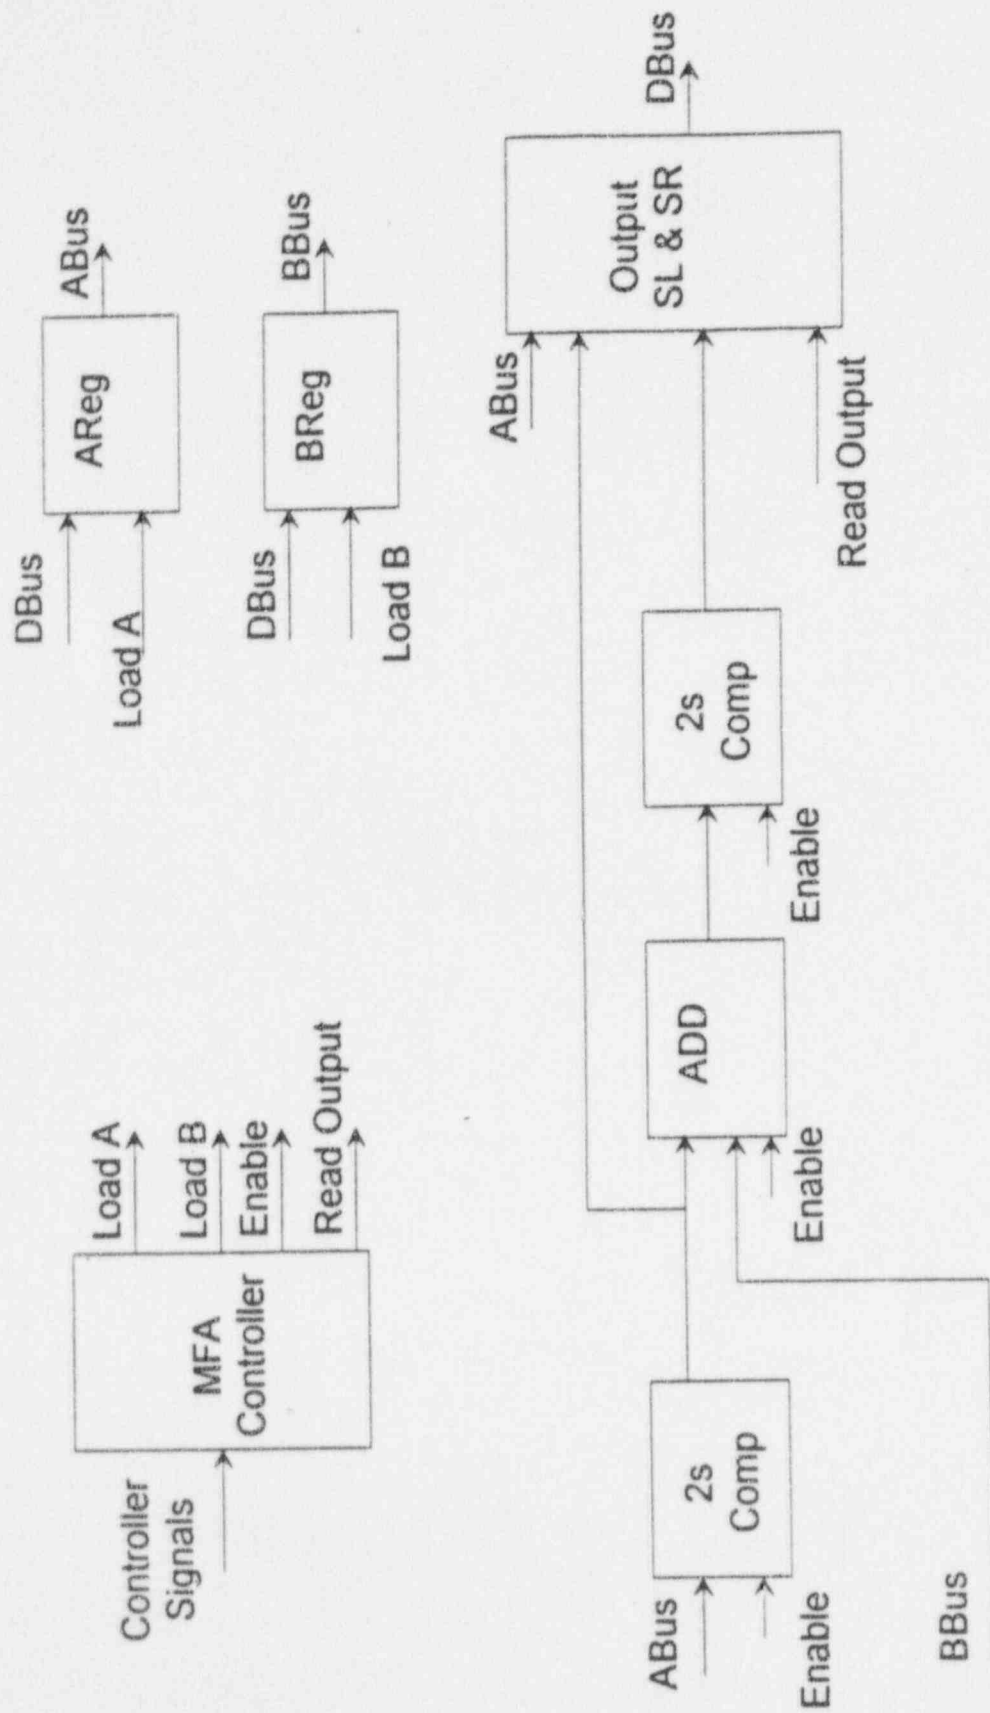 Controller
Signals
MFA
Controller
Load A
Load B
Enable
Read Output
DBus
Load A
AReg
ABus
DBus
Load B
BReg
BBus
ABus
Enable
2s
Comp
BBus
Enable
ADD
Enable
2s
Comp
ABus
Read Output
Output
SL & SR
DBus